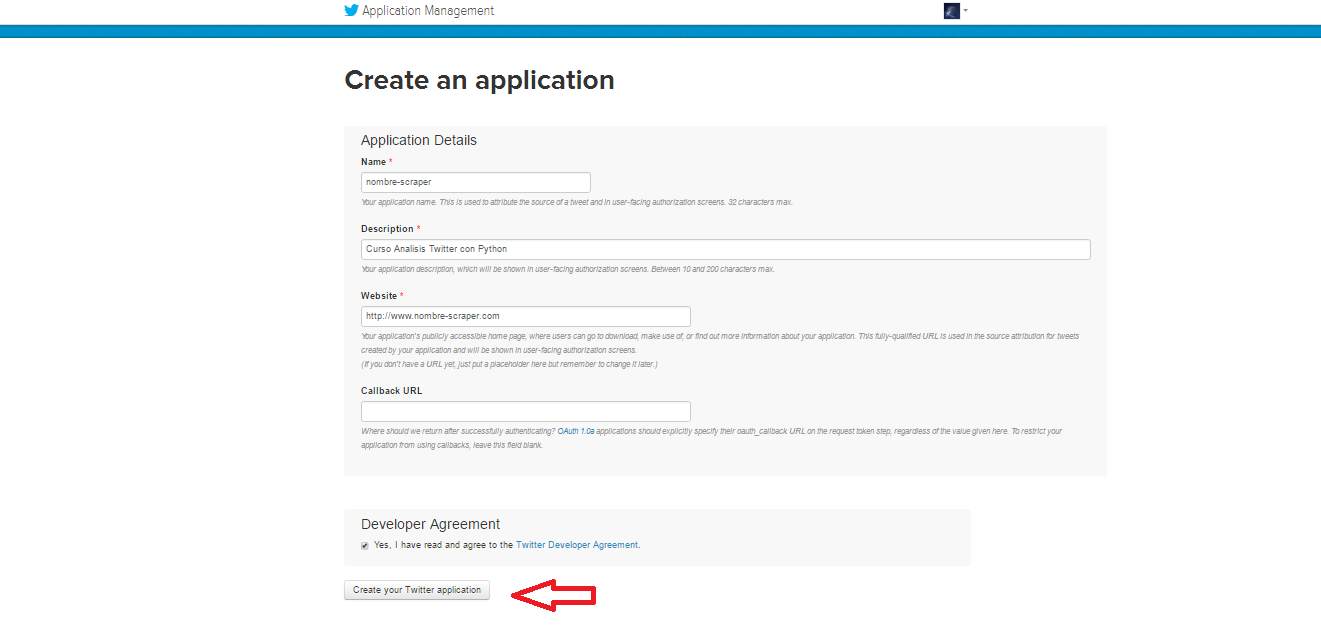 Application Management
Create an application
Application Details
Name *
nombre-scraper
Your application name. This is used to attribute the source of a tweet and in user-facing authorization screens. 32 characters max.
Description *
Curso Analisis Twitter con Python
Your application description, which will be shown in user-facing authorization screens. Between 10 and 200 characters max.
Website *
http://www.nombre-scraper.com
Your application's publicly accessible home page, where users can go to download, make use of, or find out more information about your application. This fully-qualified URL is used in the source attribution for tweets
created by your application and will be shown in user-facing authorization screens.
(If you don't have a URL yet, just put a placeholder here but remember to change it later.)
Callback URL
Where should we return after successfully authenticating? OAuth 1.0a applications should explicitly specify their oauth_callback URL on the request token step, regardless of the value given here. To restrict your
application from using callbacks, leave this field blank.
Developer Agreement
Yes, I have read and agree to the Twitter Developer Agreement.
Create your Twitter application